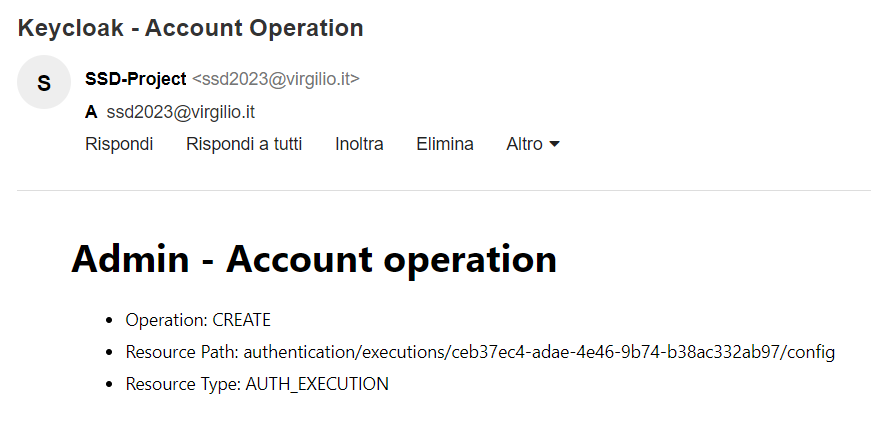 Keycloak - Account Operation
S
SSD-Project <ssd2023@virgilio.it>
A ssd2023@virgilio.it
Rispondi Rispondi a tutti Inoltra Elimina Altro
Admin - Account operation
• Operation: CREATE
• Resource Path: authentication/executions/ceb37ec4-adae-4e46-9b74-b38ac332ab97/config
• Resource Type: AUTH_EXECUTION